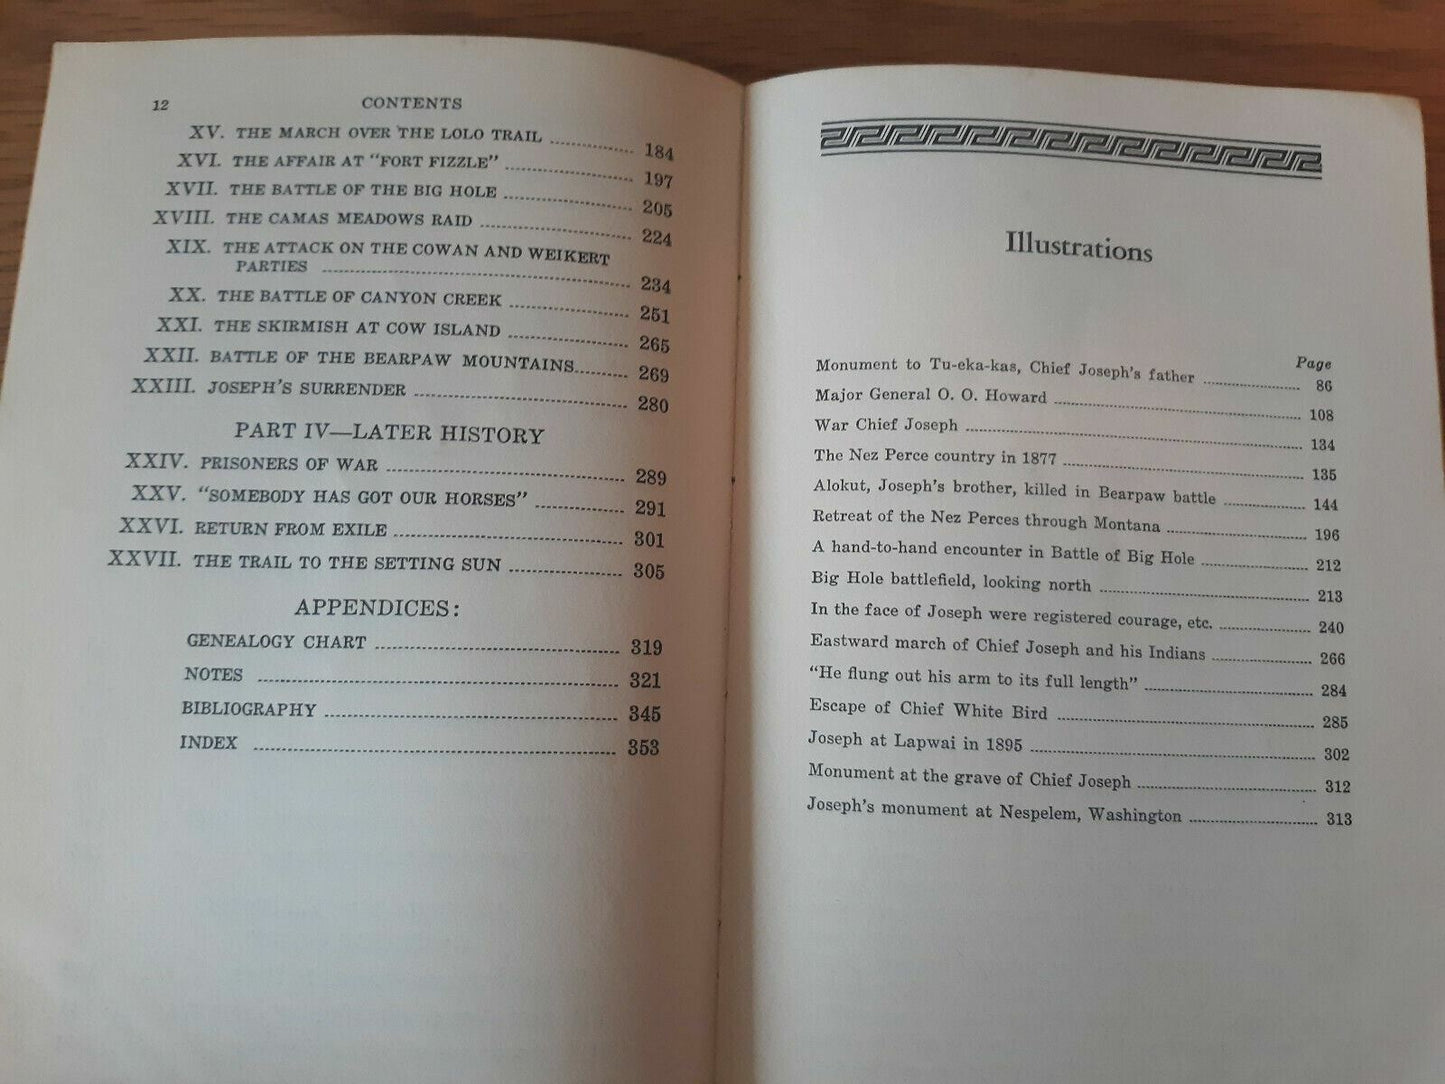 12 CONTENTS
XV. THE MARCH OVER THE LOLO TRAIL 184
XVI. THE AFFAIR AT "FORT FIZZLE" 197
XVII. THE BATTLE OF THE BIG HOLE 205
XVIII. THE CAMAS MEADOWS RAID 224
XIX. THE ATTACK ON THE COWAN AND WEIKERT
PARTIES 234
XX. THE BATTLE OF CANYON CREEK 251
XXI. THE SKIRMISH AT COW ISLAND 265
XXII. BATTLE OF THE BEARPAW MOUNTAINS 269
XXIII. JOSEPH'S SURRENDER 280
PART IV—LATER HISTORY
XXIV. PRISONERS OF WAR 289
XXV. "SOMEBODY HAS GOT OUR HORSES" 291
XXVI. RETURN FROM EXILE 301
XXVII. THE TRAIL TO THE SETTING SUN 305
APPENDICES:
GENEALOGY CHART 319
NOTES 321
BIBLIOGRAPHY 345
INDEX 353
Illustrations
Page
Monument to Tu-eka-kas, Chief Joseph's father 86
Major General O. O. Howard 108
War Chief Joseph 134
The Nez Perce country in 1877 135
Alokut, Joseph's brother, killed in Bearpaw battle 144
Retreat of the Nez Perces through Montana 196
A hand-to-hand encounter in Battle of Big Hole 212
Big Hole battlefield, looking north 213
In the face of Joseph were registered courage, etc. 240
Eastward march of Chief Joseph and his Indians 266
"He flung out his arm to its full length" 284
Escape of Chief White Bird 285
Joseph at Lapwai in 1895 302
Monument at the grave of Chief Joseph 312
Joseph's monument at Nespelem, Washington 313